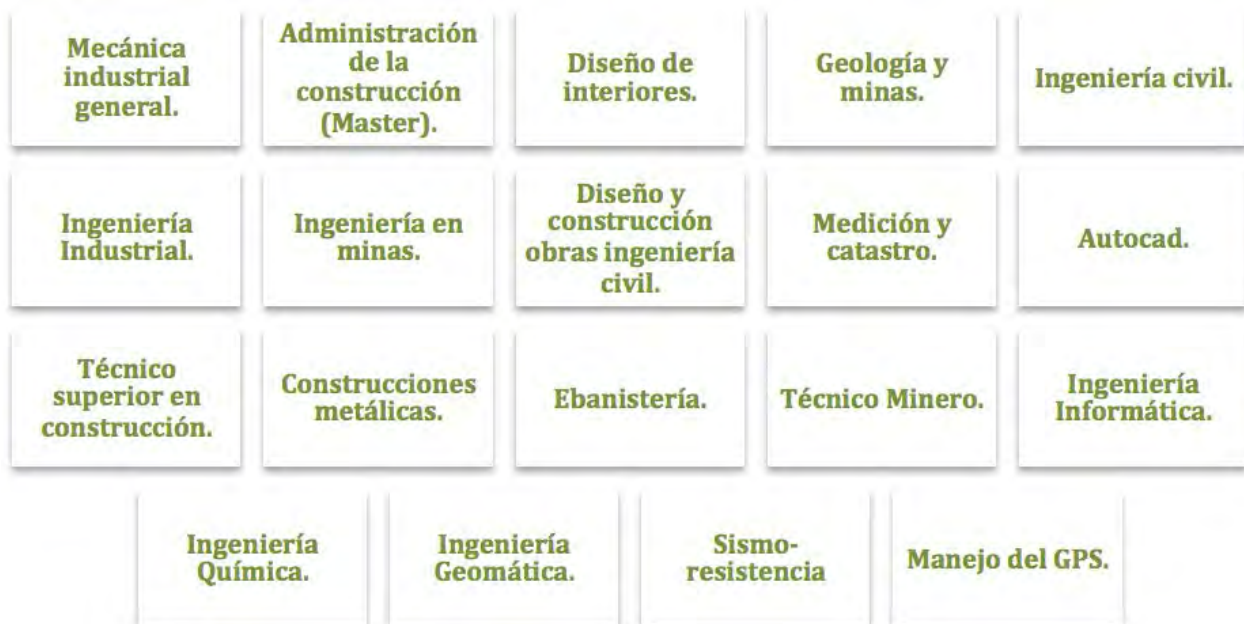 Mecánica
industrial
general.
Administración
de la
construcción
(Master).
Diseño de
interiores.
Geología y
minas.
Ingeniería civil.
Ingeniería
Industrial.
Ingeniería en
minas.
Diseño y
construcción
obras ingeniería
civil.
Medición y
catastro.
Autocad.
Técnico
superior en
construcción.
Construcciones
metálicas.
Ebanistería.
Técnico Minero.
Ingeniería
Informática.
Ingeniería
Química.
Ingeniería
Geomática.
Sismo-
resistencia
Manejo del GPS.